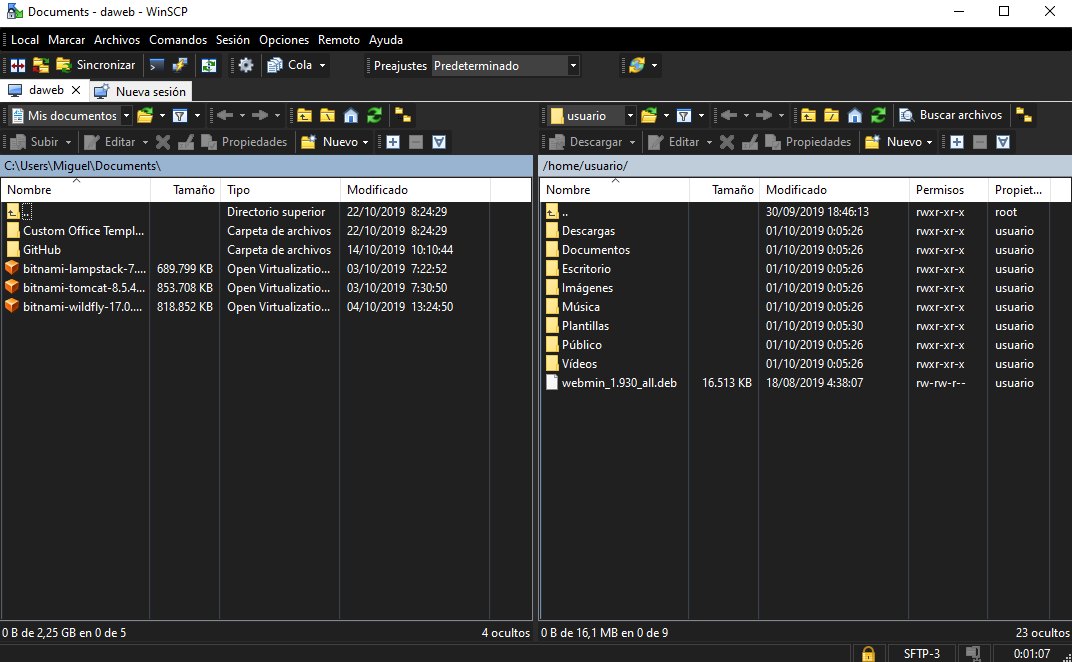 Documents - daweb - WinSCP
Local Marcar Archivos Comandos Sesión Opciones Remoto Ayuda
Sincronizar Cola Preajustes Predeterminado
daweb Nueva sesión
Mis documentos usuario Buscar archivos
Subir Editar Propiedades Nuevo Descargar Editar Propiedades Nuevo
C:\Users\Miguel\Documents\ /home/usuario/
Nombre Tamaño Tipo Modificado Nombre Tamaño Modificado Permisos Propiet...
.. Directorio superior 22/10/2019 8:24:29 .. 30/09/2019 18:46:13 rwxr-xr-x root
Custom Office Templ... Carpeta de archivos 22/10/2019 8:24:29 Descargas 01/10/2019 0:05:26 rwxr-xr-x usuario
GitHub Carpeta de archivos 14/10/2019 10:10:44 Documentos 01/10/2019 0:05:26 rwxr-xr-x usuario
bitnami-lampstack-7.... 689.799 KB Open Virtualizatio... 03/10/2019 7:22:52 Escritorio 01/10/2019 0:05:26 rwxr-xr-x usuario
bitnami-tomcat-8.5.4... 853.708 KB Open Virtualizatio... 03/10/2019 7:30:50 Imágenes 01/10/2019 0:05:26 rwxr-xr-x usuario
bitnami-wildfly-17.0.... 818.852 KB Open Virtualizatio... 04/10/2019 13:24:50 Música 01/10/2019 0:05:26 rwxr-xr-x usuario
Plantillas 01/10/2019 0:05:30 rwxr-xr-x usuario
Público 01/10/2019 0:05:26 rwxr-xr-x usuario
Vídeos 01/10/2019 0:05:26 rwxr-xr-x usuario
webmin_1.930_all.deb 16.513 KB 18/08/2019 4:38:07 rw-rw-r-- usuario
0 B de 2,25 GB en 0 de 5 4 ocultos 0 B de 16,1 MB en 0 de 9 23 ocultos
SFTP-3 0:01:07